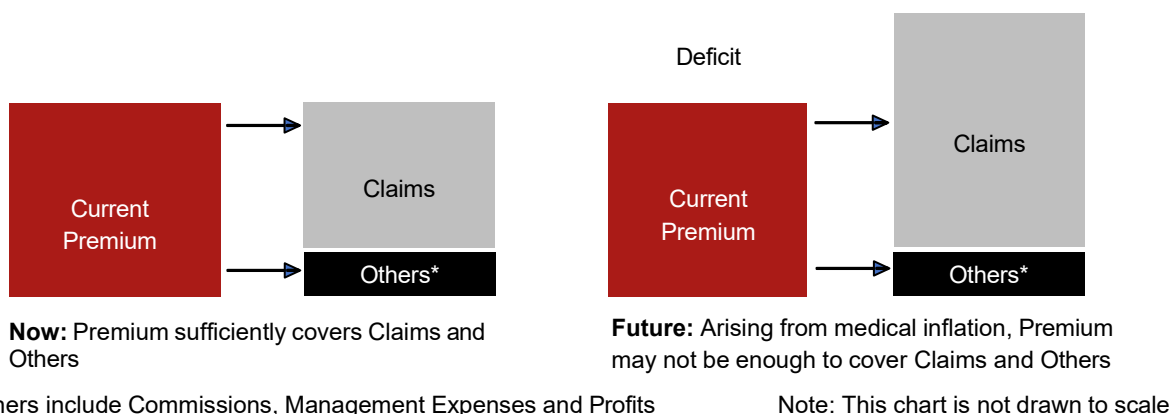 Current
Premium
Claims
Others*
Now: Premium sufficiently covers Claims and
Others
Deficit
Current
Premium
Claims
Others*
Future: Arising from medical inflation, Premium
may not be enough to cover Claims and Others
include Commissions, Management Expenses and Profits
Note: This chart is not drawn to scale